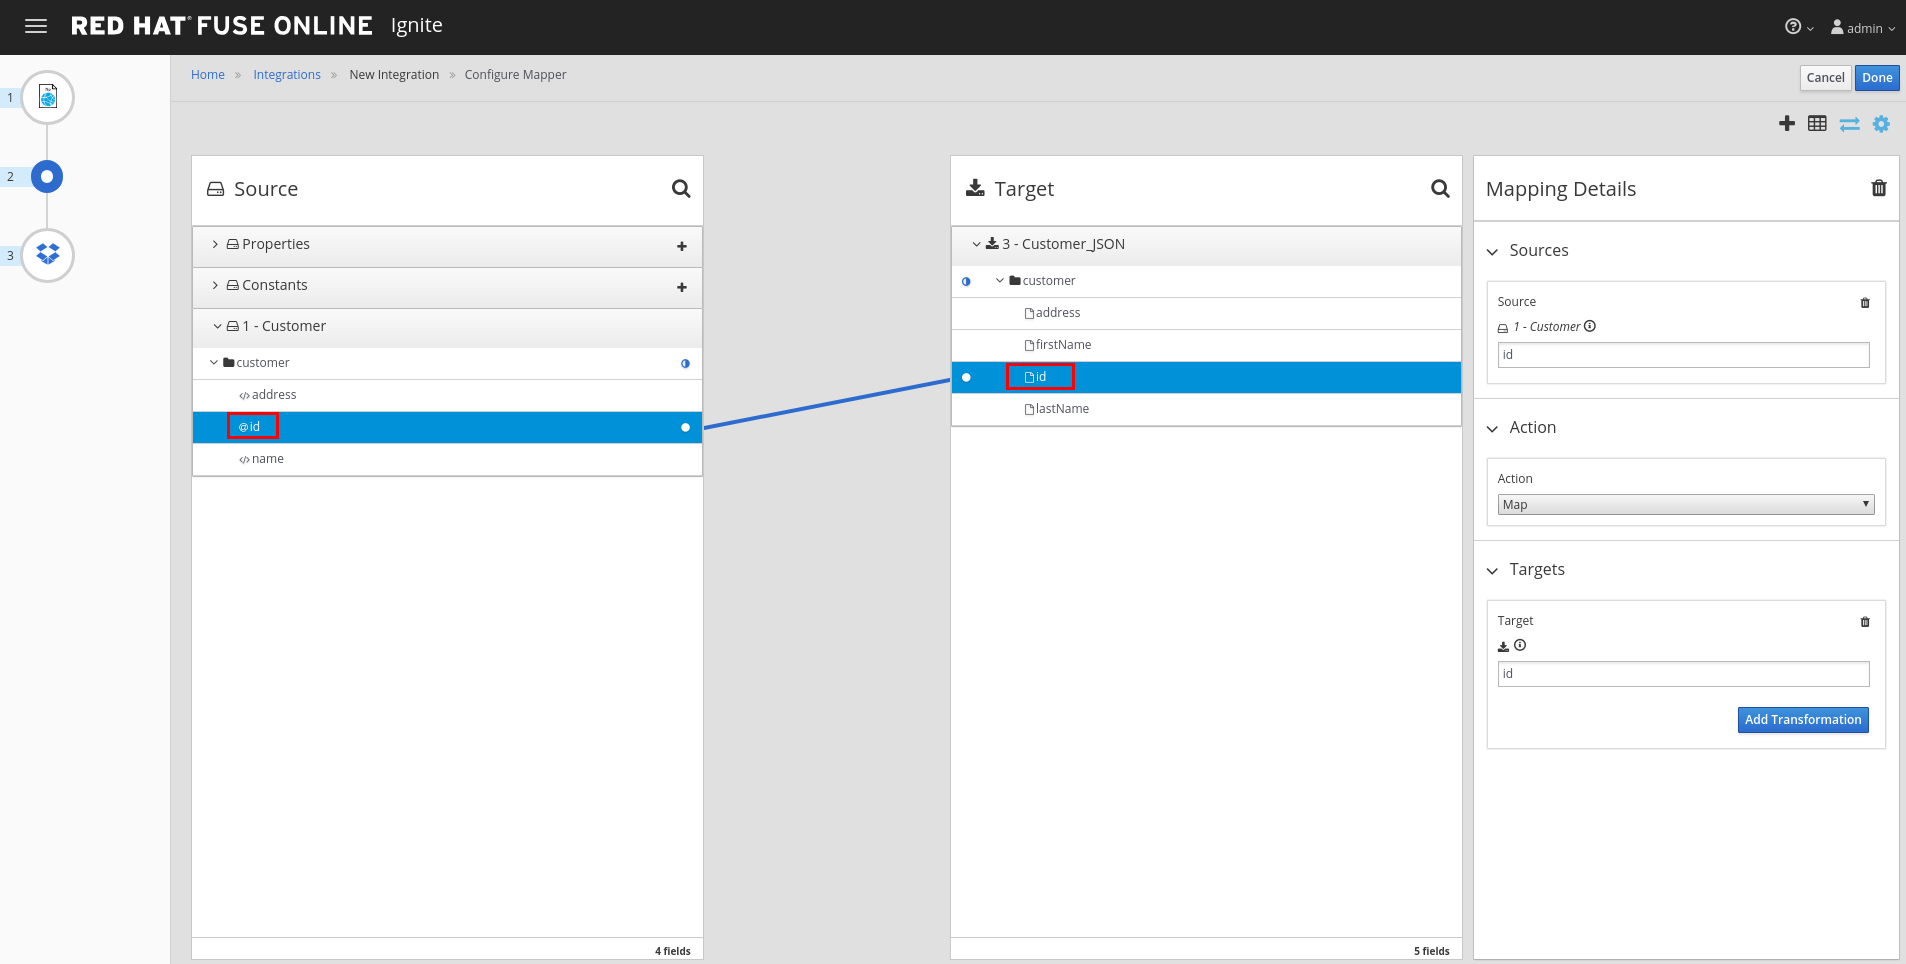 RED HAT® FUSE ONLINE Ignite
admin
Home » Integrations » New Integration » Configure Mapper
Cancel Done
1
2
3
Source
Properties
Constants
1 - Customer
customer
</> address
@ id
</> name
4 fields
Target
3 - Customer_JSON
customer
address
firstName
id
lastName
5 fields
Mapping Details
Sources
Source
1 - Customer
id
Action
Action
Map
Targets
Target
id
Add Transformation